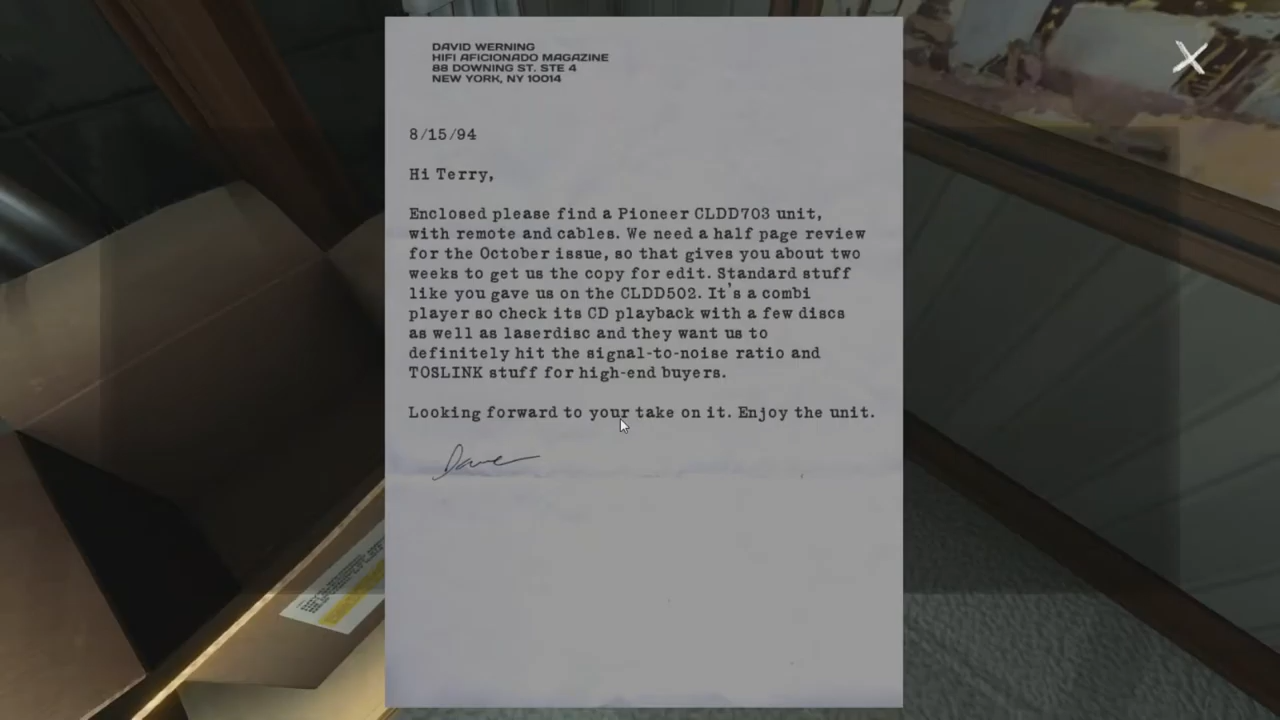 DAVID WERNING
HIFI AFICIONADO MAGAZINE
88 DOWNING ST. STE 4
NEW YORK, NY 10014
8/15/94
Hi Terry,
Enclosed please find a Pioneer CLDD703 unit,
with remote and cables. We need a half page review
for the October issue, so that gives you about two
weeks to get us the copy for edit. Standard stuff
like you gave us on the CLDD502. It's a combi
player so check its CD playback with a few discs
as well as laserdisc and they want us to
definitely hit the signal-to-noise ratio and
TOSLINK stuff for high-end buyers.
Looking forward to your take on it. Enjoy the unit.
Dave